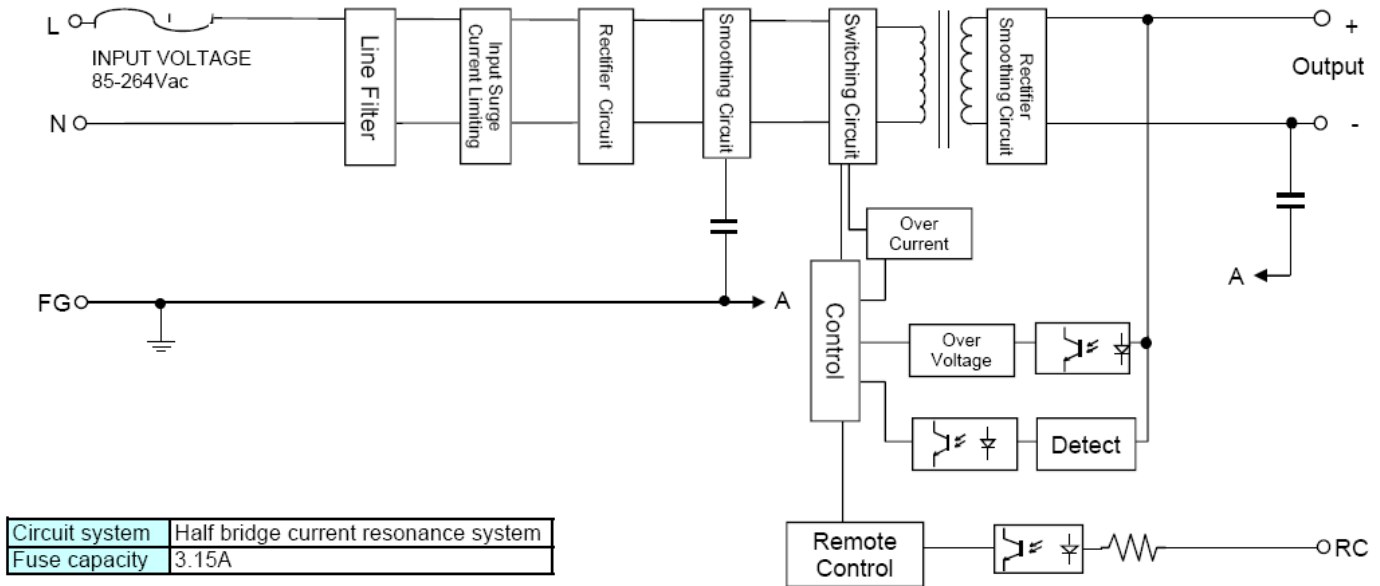 L
INPUT VOLTAGE
85-264Vac
N
Line Filter
Input Surge
Current Limiting
Rectifier Circuit
Smoothing Circuit
Switching Circuit
Rectifier
Smoothing Circuit
+
Output
-
Over
Current
A
FG
A
Control
Over
Voltage
Detect
Remote
Control
RC
Circuit system Half bridge current resonance system
Fuse capacity 3.15A